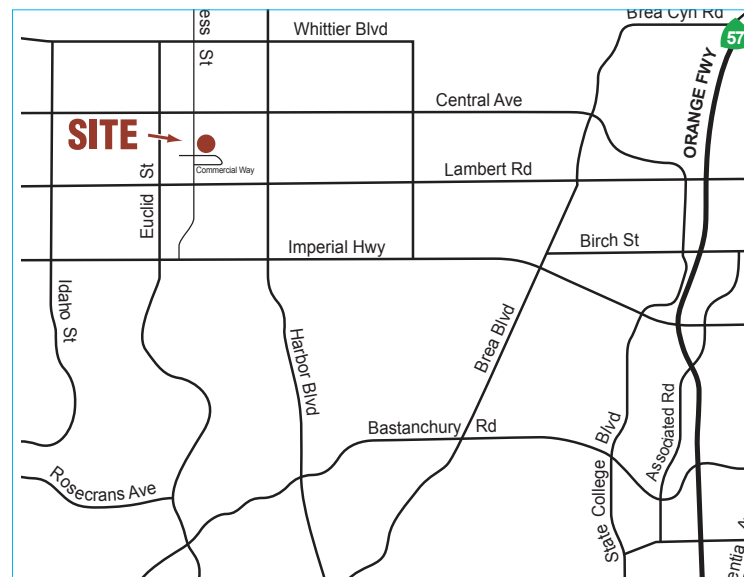 Brea Cyn Rd
57
Whittier Blvd
ess St
ORANGE FWY
Central Ave
SITE
Commercial Way
Lambert Rd
Euclid St
Birch St
Imperial Hwy
Idaho St
Harbor Blvd
Brea Blvd
Bastanchury Rd
Associated Rd
State College Blvd
Rosecrans Ave
entia A